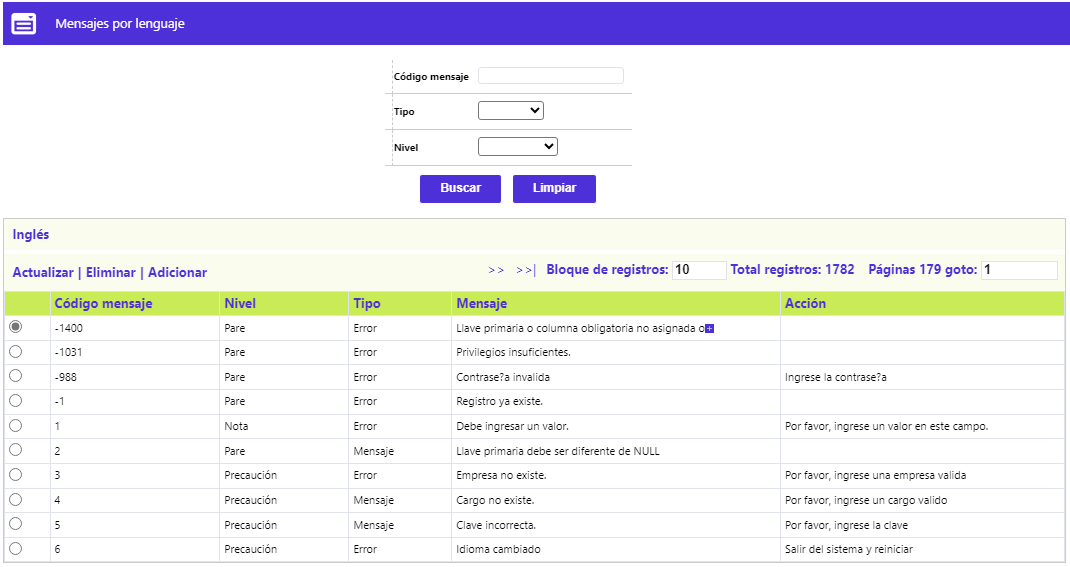 Mensajes por lenguaje
Código mensaje
Tipo
Nivel
Buscar Limpiar
Inglés
Actualizar | Eliminar | Adicionar >> >>| Bloque de registros: 10 Total registros: 1782 Páginas 179 goto: 1
Código mensaje Nivel Tipo Mensaje Acción
-1400 Pare Error Llave primaria o columna obligatoria no asignada o+
-1031 Pare Error Privilegios insuficientes.
-988 Pare Error Contrase?a invalida Ingrese la contrase?a
-1 Pare Error Registro ya existe.
1 Nota Error Debe ingresar un valor. Por favor, ingrese un valor en este campo.
2 Pare Mensaje Llave primaria debe ser diferente de NULL
3 Precaución Error Empresa no existe. Por favor, ingrese una empresa valida
4 Precaución Mensaje Cargo no existe. Por favor, ingrese un cargo valido
5 Precaución Mensaje Clave incorrecta. Por favor, ingrese la clave
6 Precaución Error Idioma cambiado Salir del sistema y reiniciar